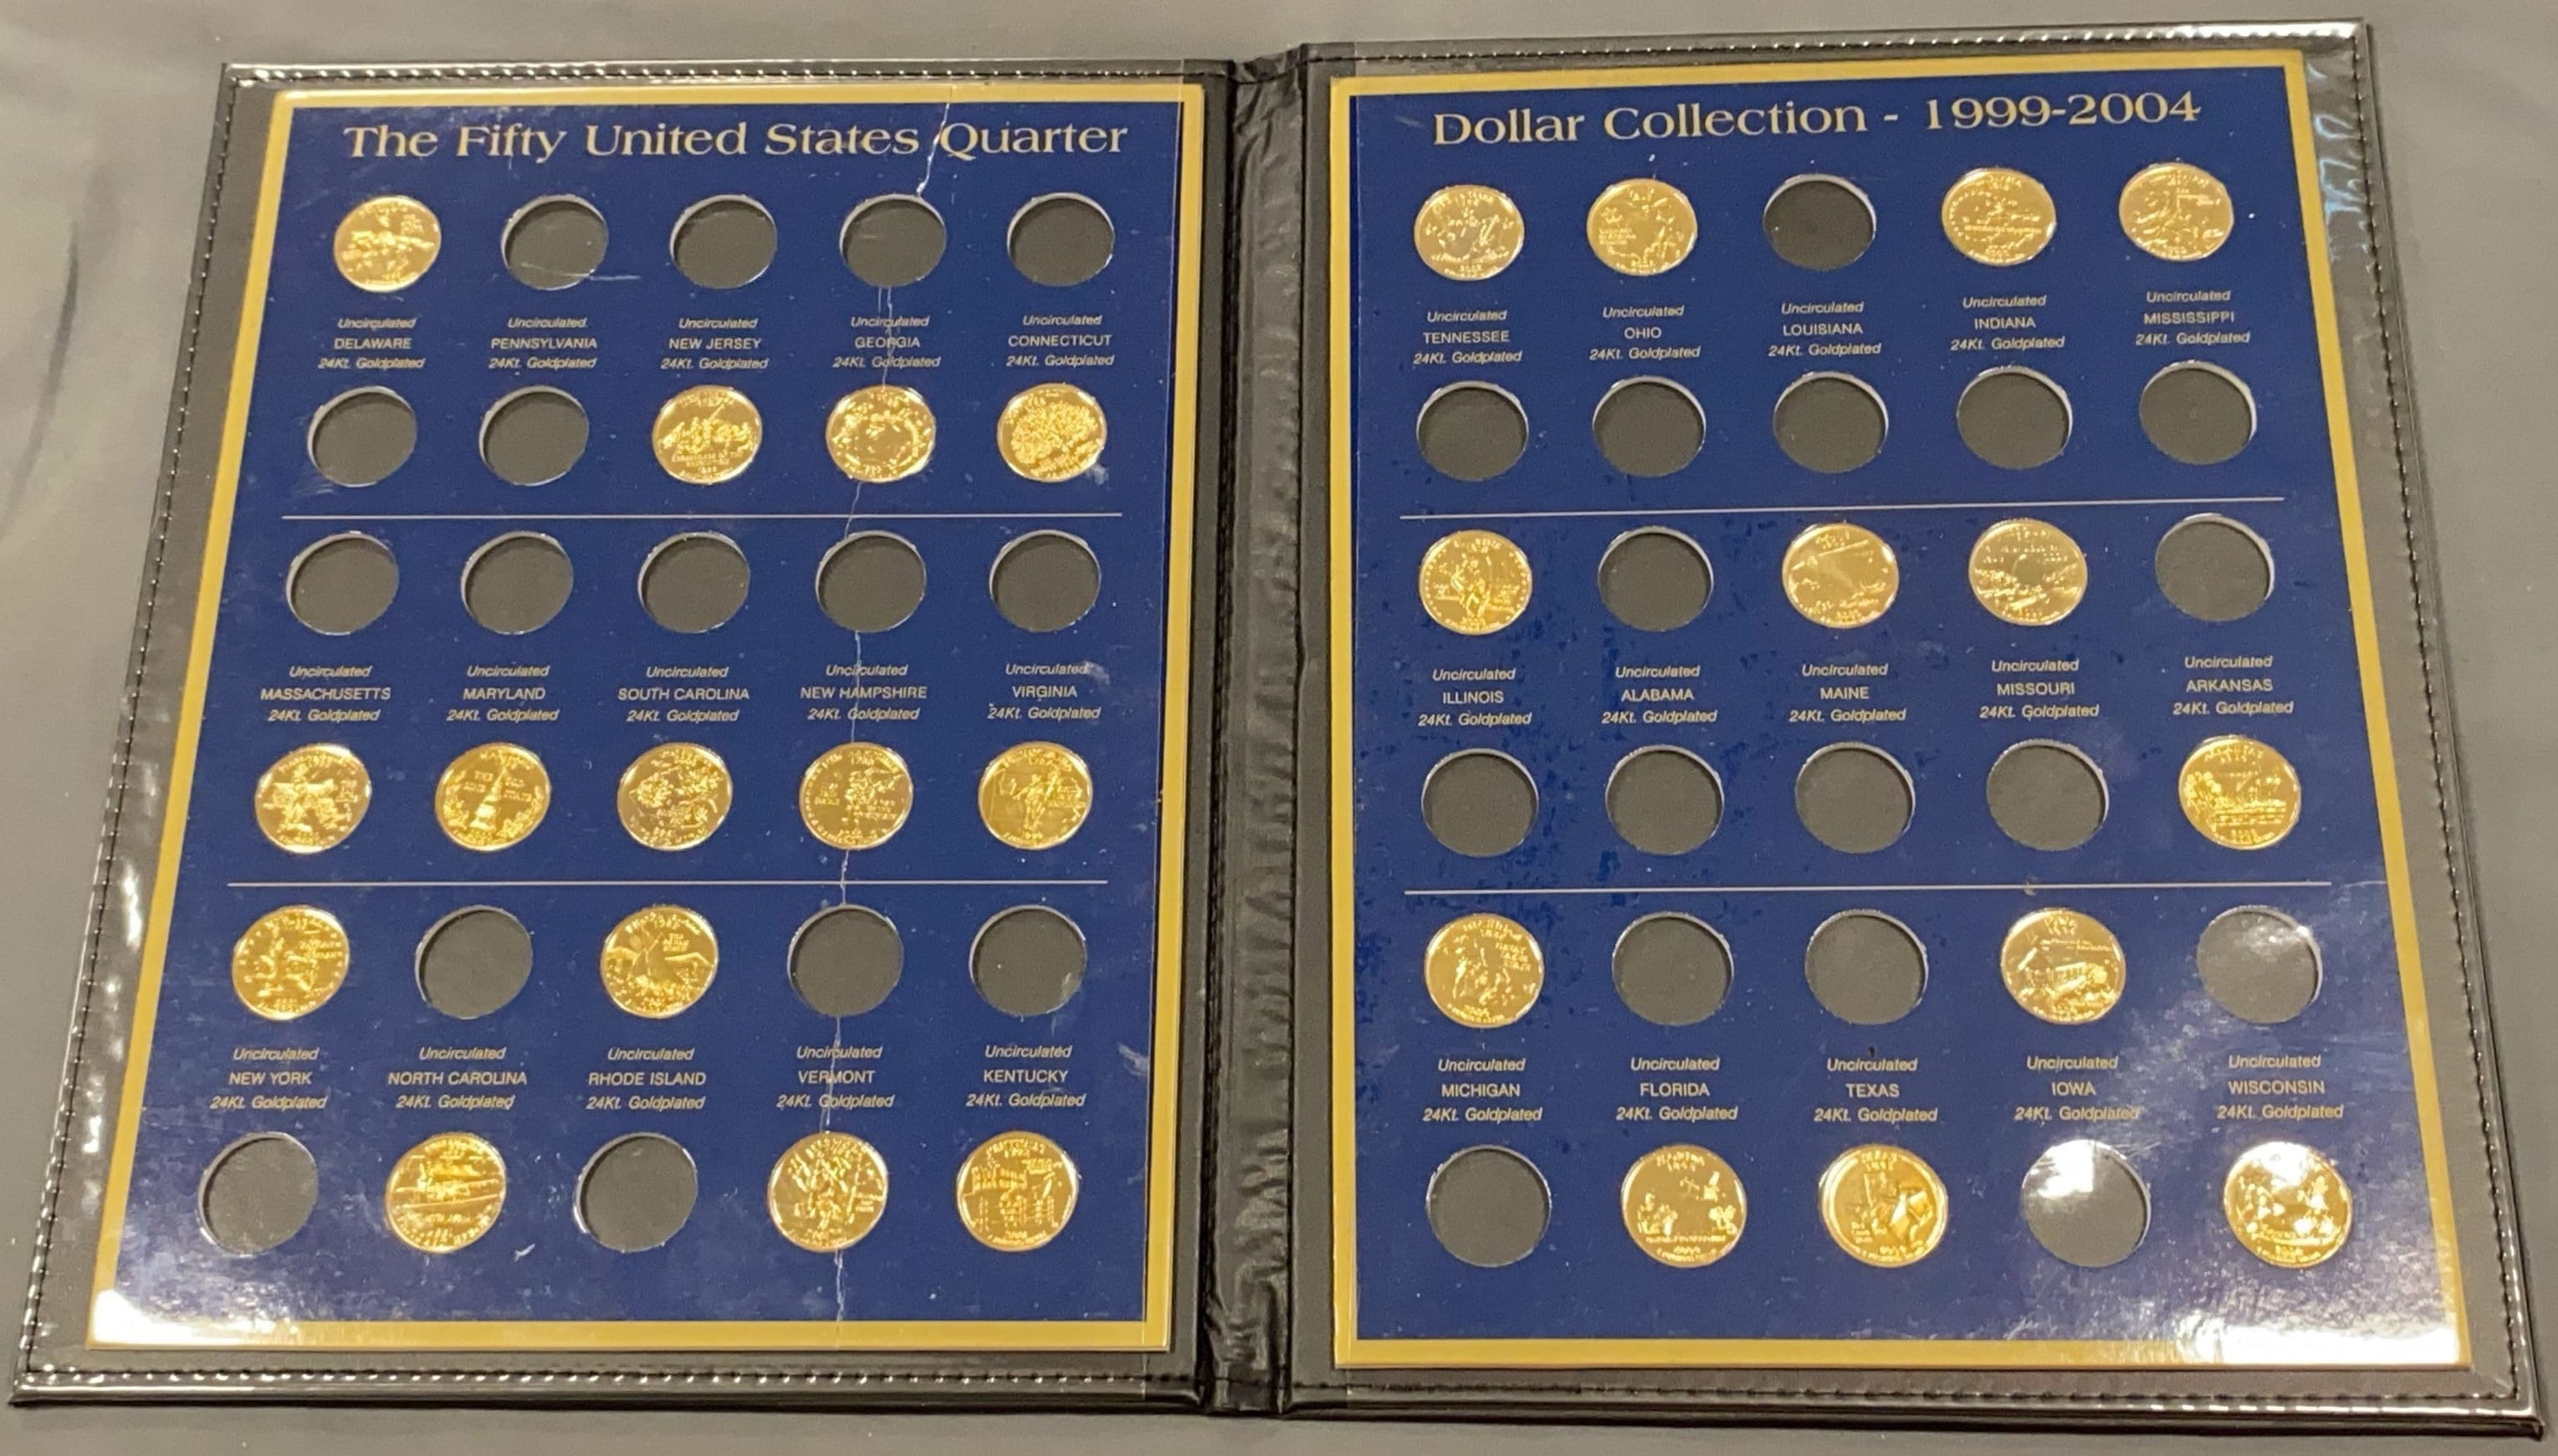 The Fifty United States Quarter
Uncirculated Uncirculated Uncirculated Uncirculated Uncirculated
DELAWARE PENNSYLVANIA NEW JERSEY GEORGIA CONNECTICUT
24Kt. Goldplated 24Kt. Goldplated 24Kt. Goldplated 24Kt. Goldplated 24Kt. Goldplated
Uncirculated Uncirculated Uncirculated Uncirculated Uncirculated
MASSACHUSETTS MARYLAND SOUTH CAROLINA NEW HAMPSHIRE VIRGINIA
24Kt. Goldplated 24Kt. Goldplated 24Kt. Goldplated 24Kt. Goldplated 24Kt. Goldplated
Uncirculated Uncirculated Uncirculated Uncirculated Uncirculated
NEW YORK NORTH CAROLINA RHODE ISLAND VERMONT KENTUCKY
24Kt. Goldplated 24Kt. Goldplated 24Kt. Goldplated 24Kt. Goldplated 24Kt. Goldplated
Dollar Collection - 1999-2004
Uncirculated Uncirculated Uncirculated Uncirculated Uncirculated
TENNESSEE OHIO LOUISIANA INDIANA MISSISSIPPI
24Kt. Goldplated 24Kt. Goldplated 24Kt. Goldplated 24Kt. Goldplated 24Kt. Goldplated
Uncirculated Uncirculated Uncirculated Uncirculated Uncirculated
ILLINOIS ALABAMA MAINE MISSOURI ARKANSAS
24Kt. Goldplated 24Kt. Goldplated 24Kt. Goldplated 24Kt. Goldplated 24Kt. Goldplated
Uncirculated Uncirculated Uncirculated Uncirculated Uncirculated
MICHIGAN FLORIDA TEXAS IOWA WISCONSIN
24Kt. Goldplated 24Kt. Goldplated 24Kt. Goldplated 24Kt. Goldplated 24Kt. Goldplated